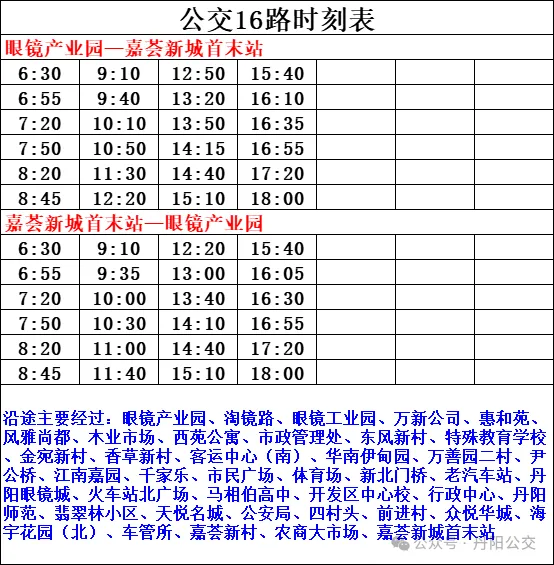 公交16路时刻表
眼镜产业园—嘉荟新城首末站
6:30 9:10 12:50 15:40
6:55 9:40 13:20 16:10
7:20 10:10 13:50 16:35
7:50 10:50 14:15 16:55
8:20 11:30 14:40 17:20
8:45 12:20 15:10 18:00
嘉荟新城首末站—眼镜产业园
6:30 9:10 12:20 15:40
6:55 9:35 13:00 16:05
7:20 10:00 13:40 16:30
7:50 10:30 14:10 16:55
8:20 11:00 14:40 17:20
8:45 11:40 15:10 18:00
沿途主要经过：眼镜产业园、淘镜路、眼镜工业园、万新公司、惠和苑、
风雅尚都、木业市场、西苑公寓、市政管理处、东风新村、特殊教育学校
、金宛新村、香草新村、客运中心（南）、华南伊甸园、万善园二村、尹
公桥、江南嘉园、千家乐、市民广场、体育场、新北门桥、老汽车站、丹
阳眼镜城、火车站北广场、马相伯高中、开发区中心校、行政中心、丹阳
师范、翡翠林小区、天悦名城、公安局、四村头、前进村、众悦华城、海
宇花园（北）、车管所、嘉荟新村、农商大市场、嘉荟新城首末站
公众号·丹阳公交